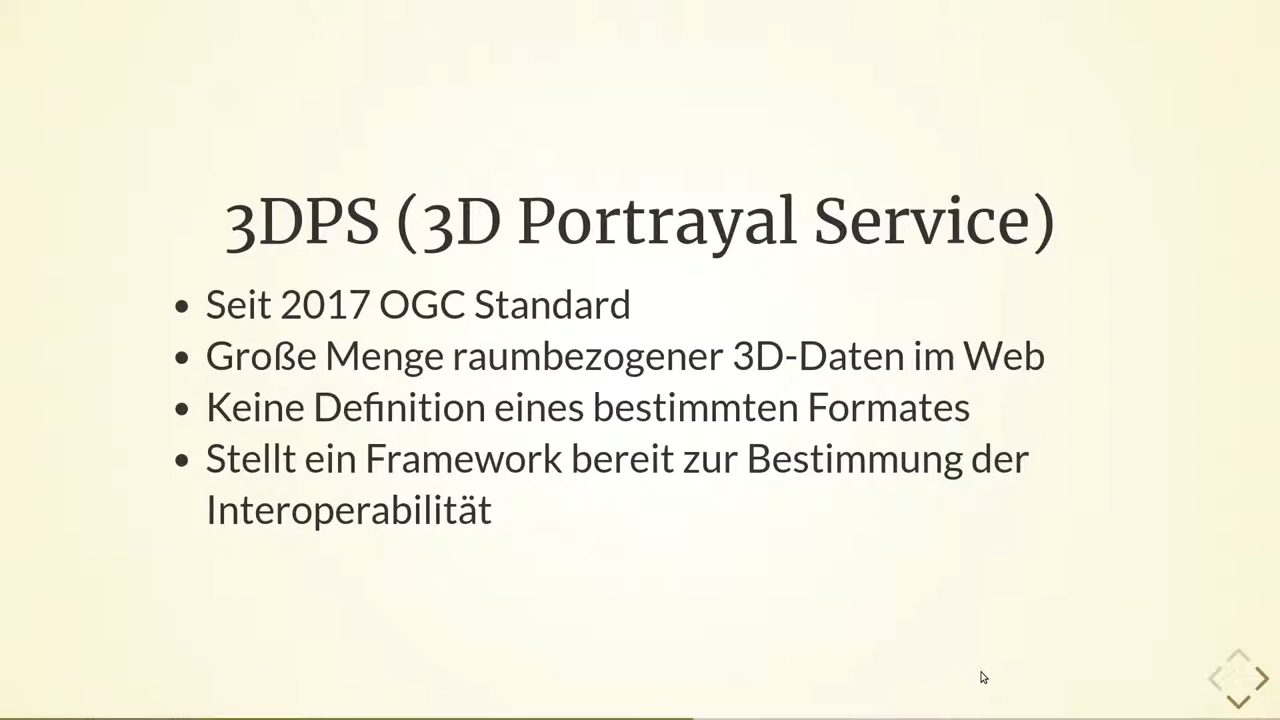 3DPS (3D Portrayal Service)
• Seit 2017 OGC Standard
• Große Menge raumbezogener 3D-Daten im Web
• Keine Definition eines bestimmten Formates
• Stellt ein Framework bereit zur Bestimmung der
Interoperabilität